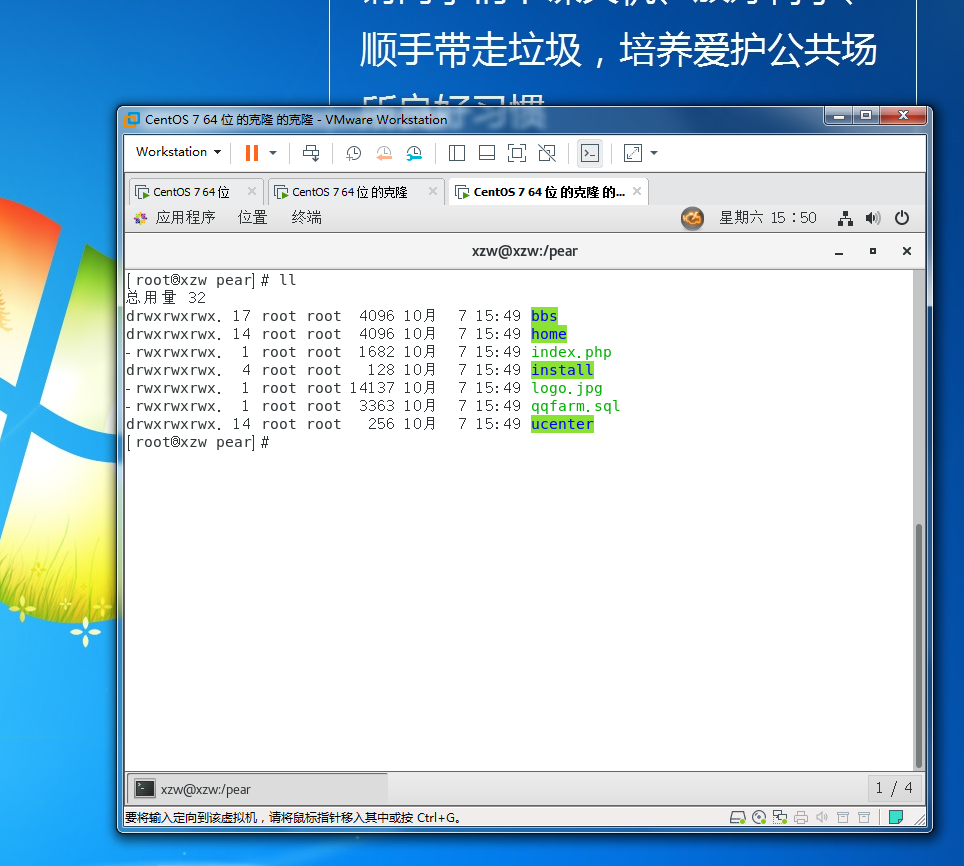 顺手带走垃圾，培养爱护公共场
CentOS 7 64 位 的克隆 的克隆 - VMware Workstation
Workstation
CentOS 7 64 位
CentOS 7 64 位 的克隆
CentOS 7 64 位 的克隆 的...
应用程序 位置 终端 星期六 15：50
xzw@xzw:/pear
[root@xzw pear]# ll
总用量 32
drwxrwxrwx. 17 root root 4096 10月 7 15:49 bbs
drwxrwxrwx. 14 root root 4096 10月 7 15:49 home
-rwxrwxrwx. 1 root root 1682 10月 7 15:49 index.php
drwxrwxrwx. 4 root root 128 10月 7 15:49 install
-rwxrwxrwx. 1 root root 14137 10月 7 15:49 logo.jpg
-rwxrwxrwx. 1 root root 3363 10月 7 15:49 qqfarm.sql
drwxrwxrwx. 14 root root 256 10月 7 15:49 ucenter
[root@xzw pear]#
xzw@xzw:/pear
1 / 4
要将输入定向到该虚拟机，请将鼠标指针移入其中或按 Ctrl+G。